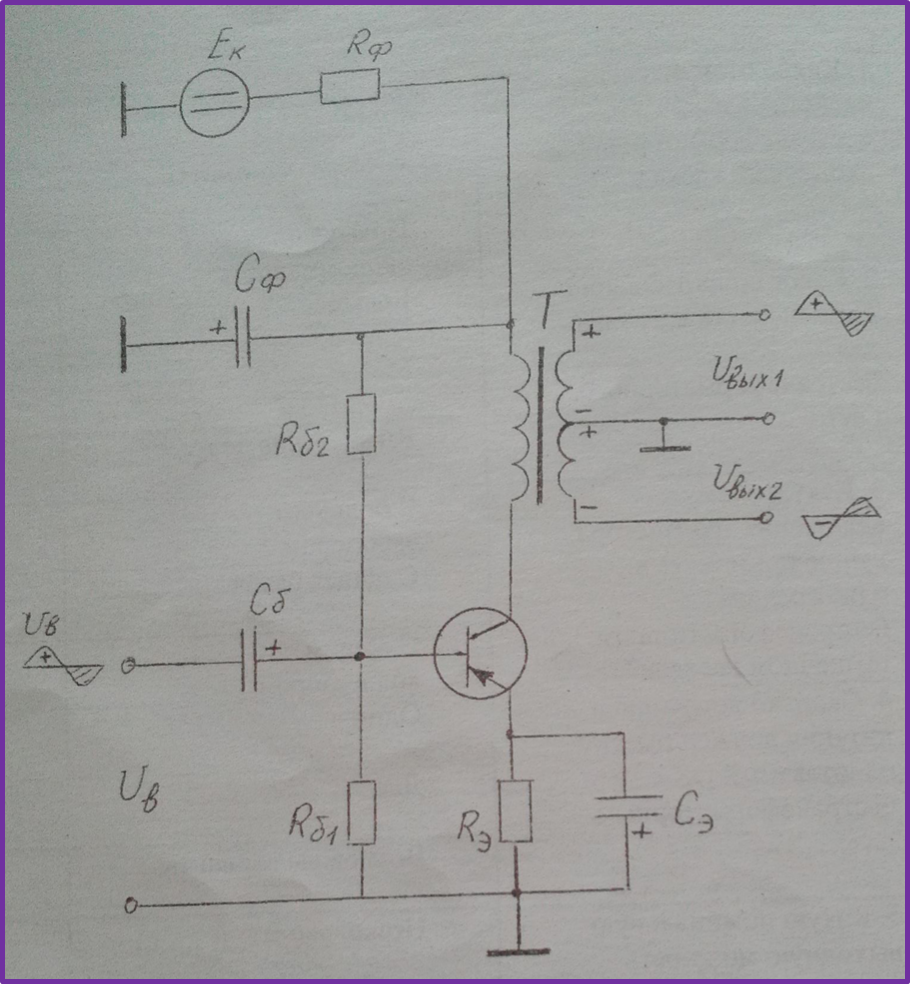 Eк Rф
Cф
T
+
+
+
Uвых1
−
+
Rб2
Uвых2
−
−
Cб
Uв
+
+
Uв
Rб1
Rэ
Cэ
+